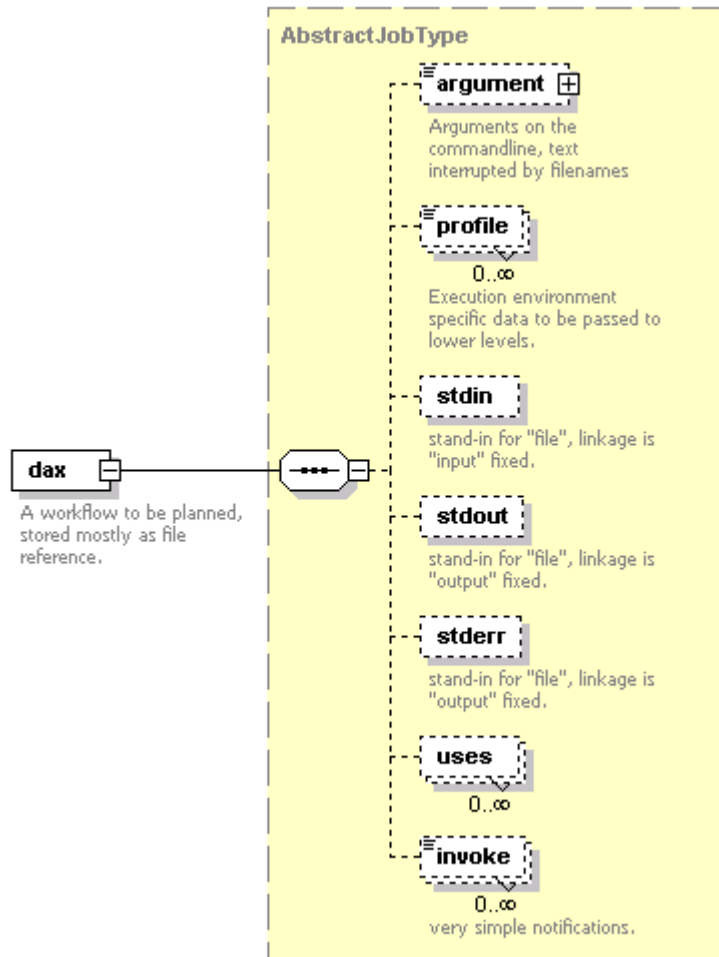 AbstractJobType
argument
Arguments on the
commandline, text
interrupted by filenames
profile
0..∞
Execution environment
specific data to be passed to
lower levels.
stdin
stand-in for "file", linkage is
"input" fixed.
dax
A workflow to be planned,
stored mostly as file
reference.
stdout
stand-in for "file", linkage is
"output" fixed.
stderr
stand-in for "file", linkage is
"output" fixed.
uses
0..∞
invoke
0..∞
very simple notifications.